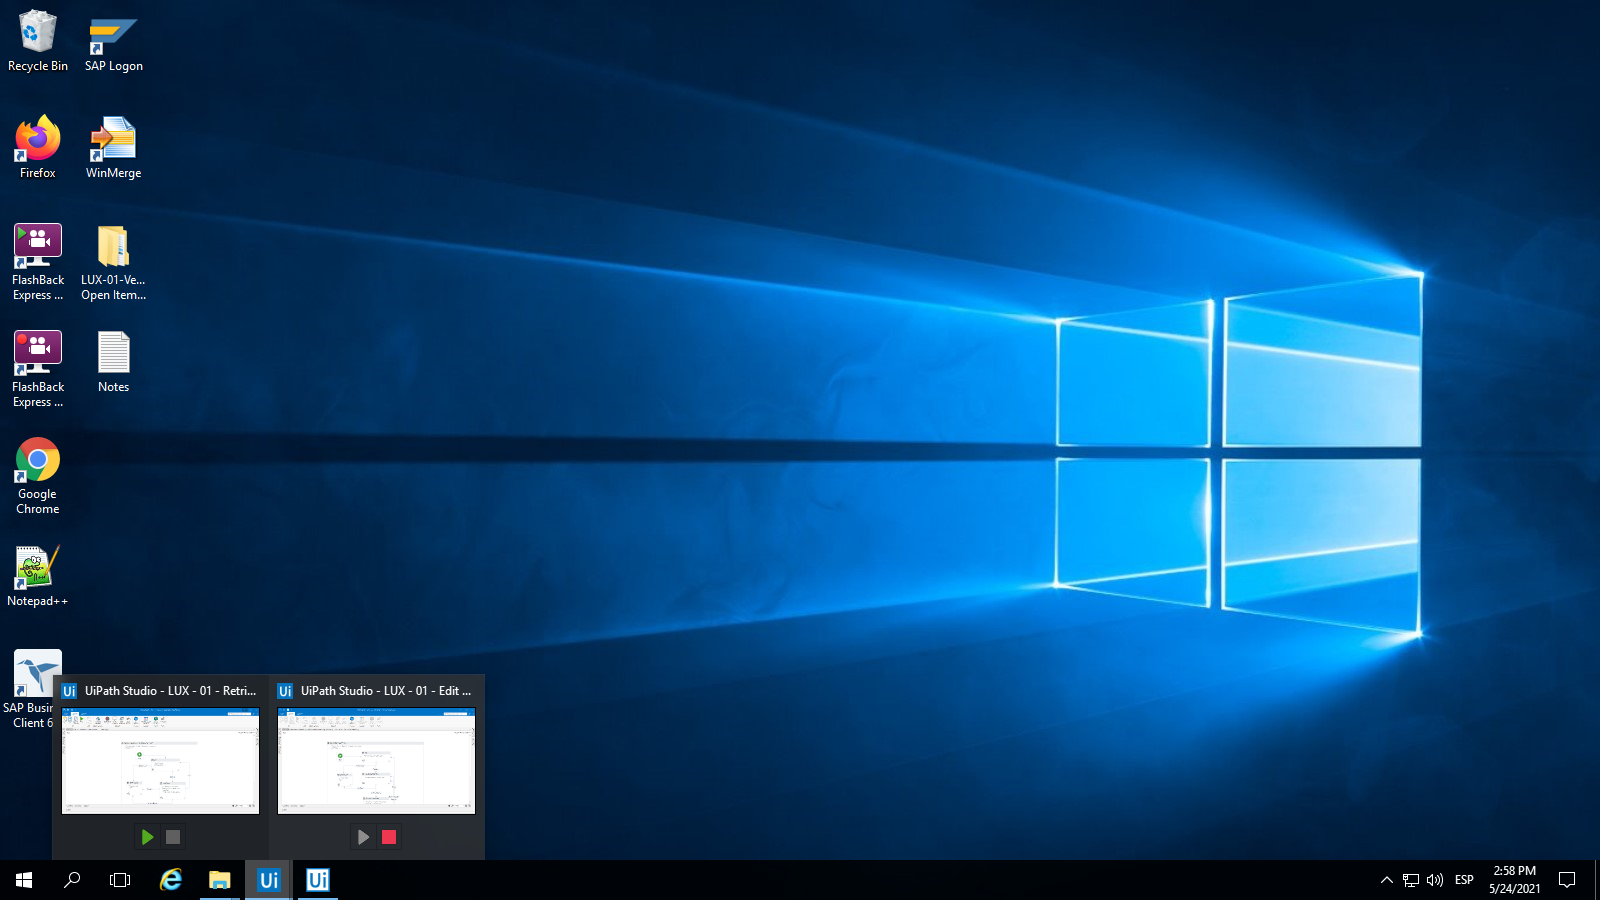 Recycle Bin
SAP Logon
Firefox
WinMerge
FlashBack
Express ...
LUX-01-Ve...
Open Item...
FlashBack
Express ...
Notes
Google
Chrome
Notepad++
SAP Busin
Client 6
Ui UiPath Studio - LUX - 01 - Retri...
Ui UiPath Studio - LUX - 01 - Edit ...
Ui
Ui
ESP
2:58 PM
5/24/2021